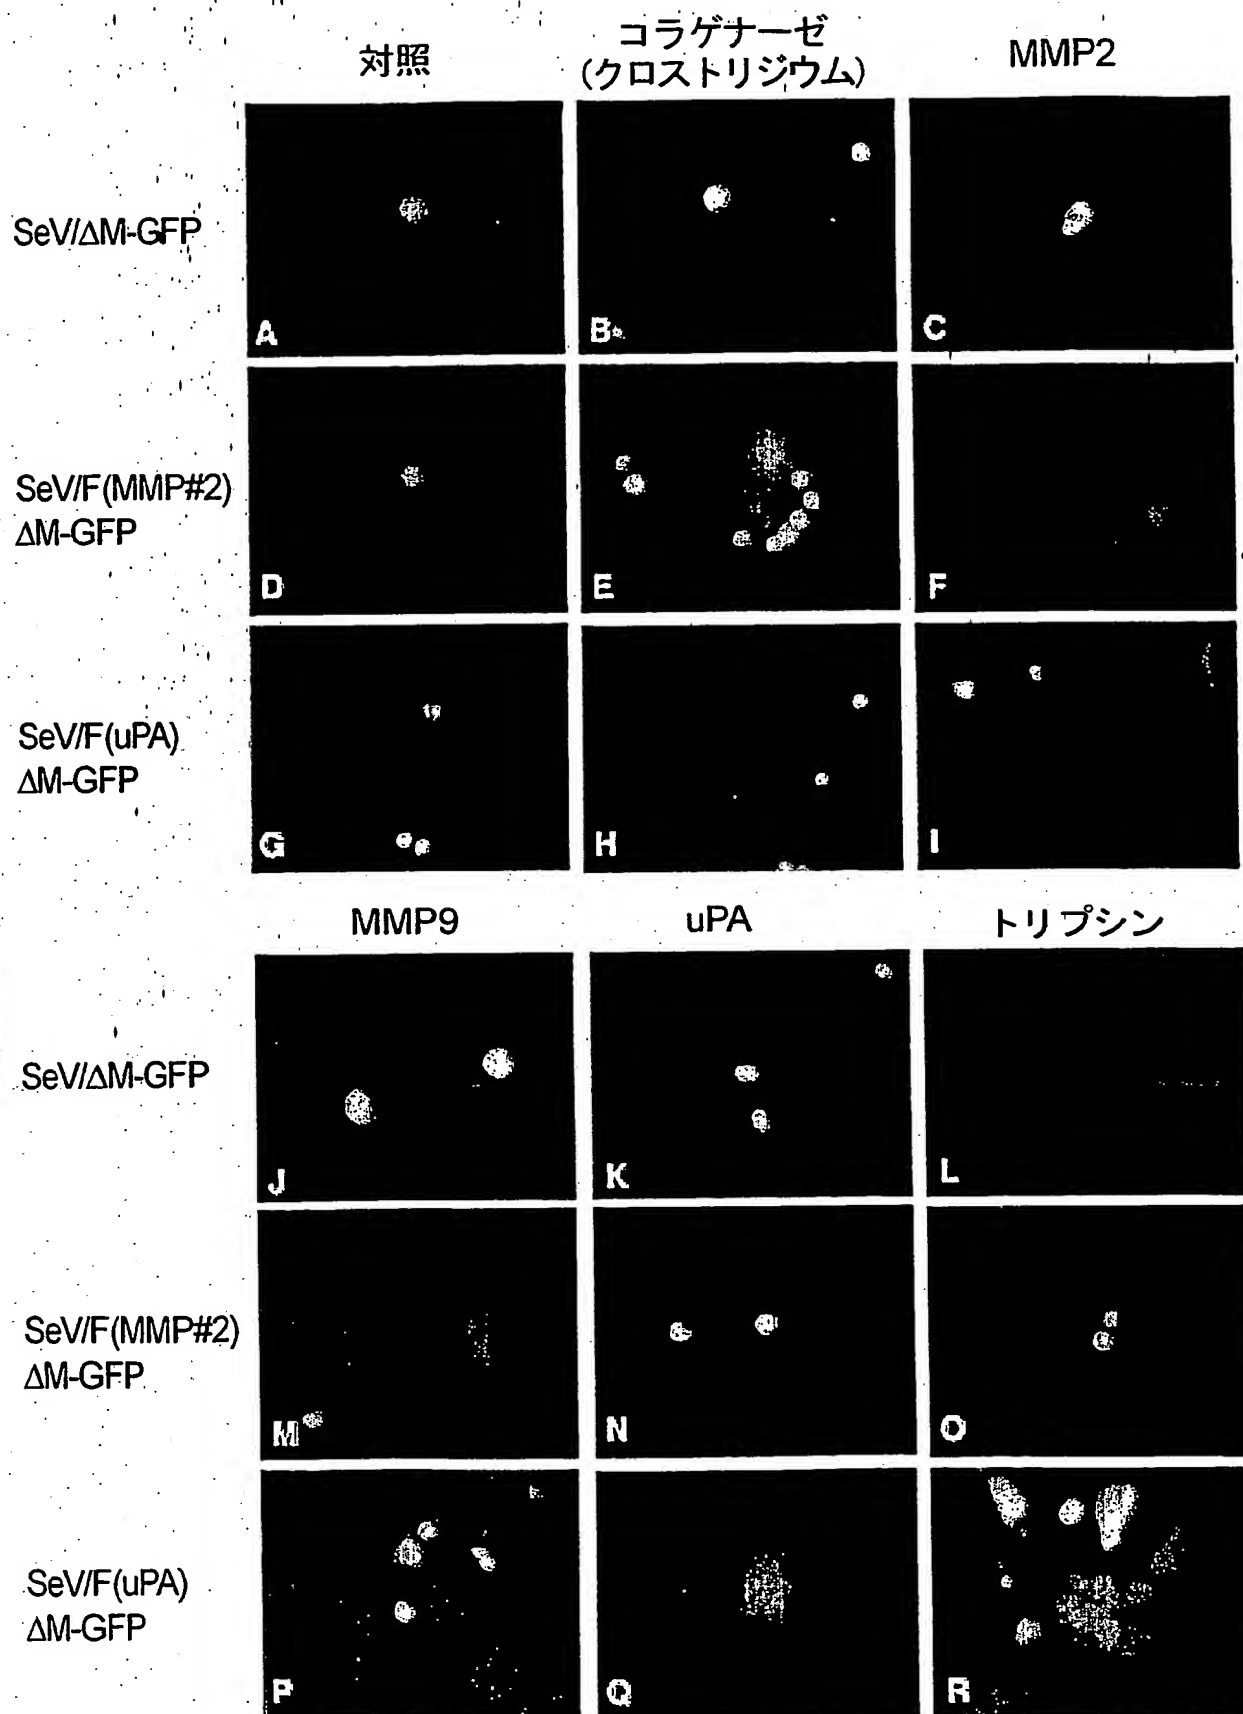 対照
コラゲナーゼ
(クロストリジウム)
MMP2
SeV/ΔM-GFP
A
B
C
SeV/F(MMP#2)
ΔM-GFP
D
E
F
SeV/F(uPA)
ΔM-GFP
G
H
I
MMP9
uPA
トリプシン
SeV/ΔM-GFP
J
K
L
SeV/F(MMP#2)
ΔM-GFP
M
N
O
SeV/F(uPA)
ΔM-GFP
P
Q
R